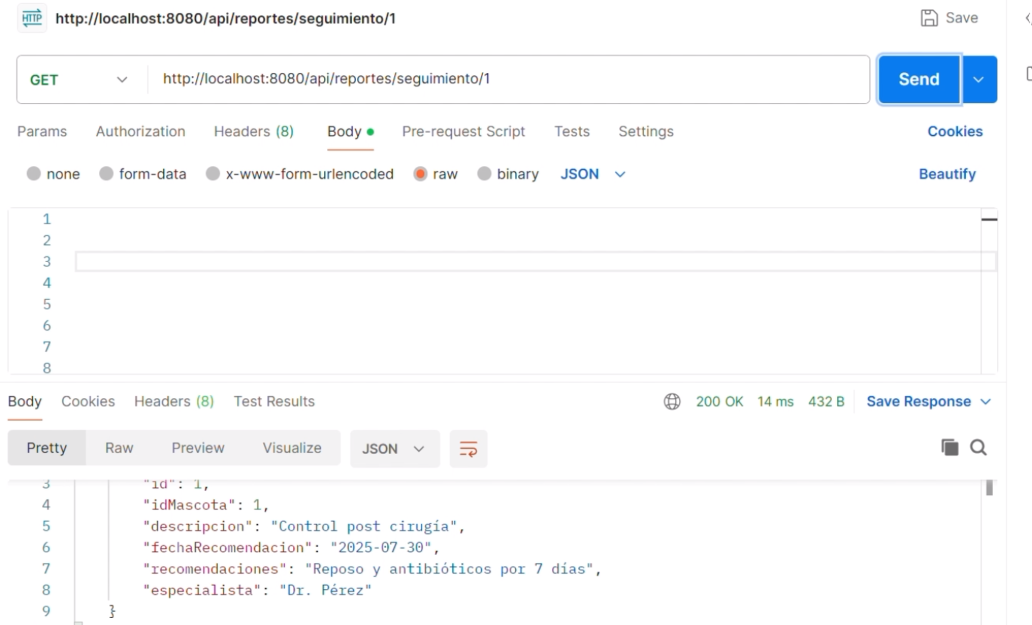 HTTP http://localhost:8080/api/reportes/seguimiento/1 Save
GET http://localhost:8080/api/reportes/seguimiento/1 Send
Params Authorization Headers (8) Body Pre-request Script Tests Settings Cookies
none form-data x-www-form-urlencoded raw binary JSON Beautify
1
2
3
4
5
6
7
8
Body Cookies Headers (8) Test Results 200 OK 14 ms 432 B Save Response
Pretty Raw Preview Visualize JSON
3 "id": 1,
4 "idMascota": 1,
5 "descripcion": "Control post cirugía",
6 "fechaRecomendacion": "2025-07-30",
7 "recomendaciones": "Reposo y antibióticos por 7 días",
8 "especialista": "Dr. Pérez"
9 }